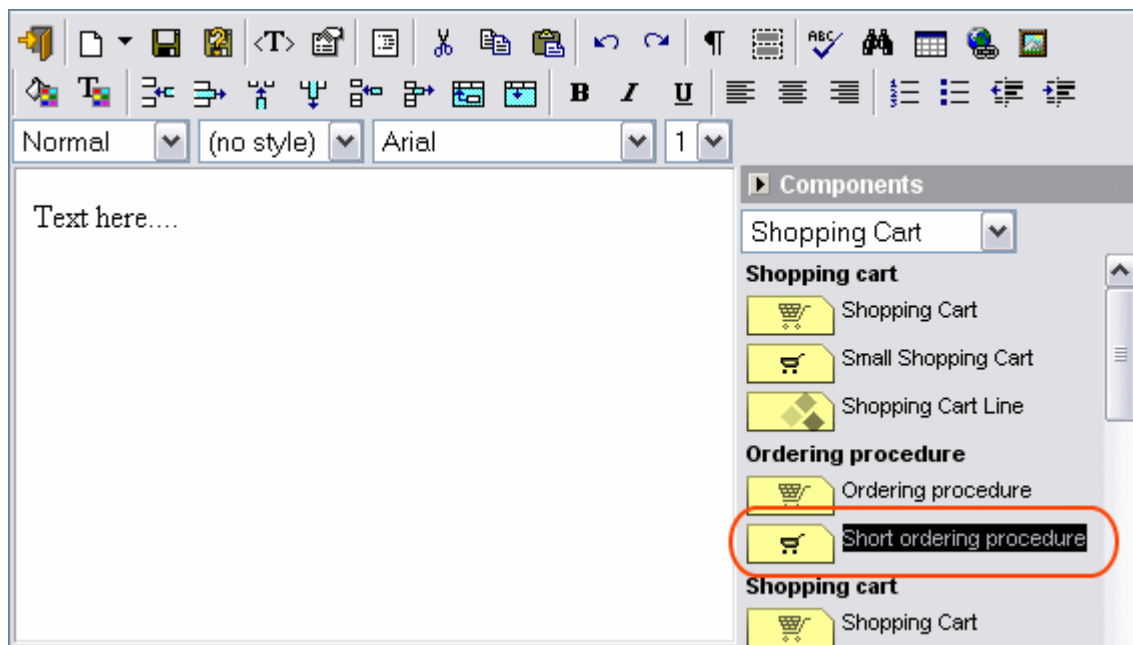 <T>
ABC
B I U
Normal (no style) Arial 1
Text here....
Components
Shopping Cart
Shopping cart
Shopping Cart
Small Shopping Cart
Shopping Cart Line
Ordering procedure
Ordering procedure
Short ordering procedure
Shopping cart
Shopping Cart